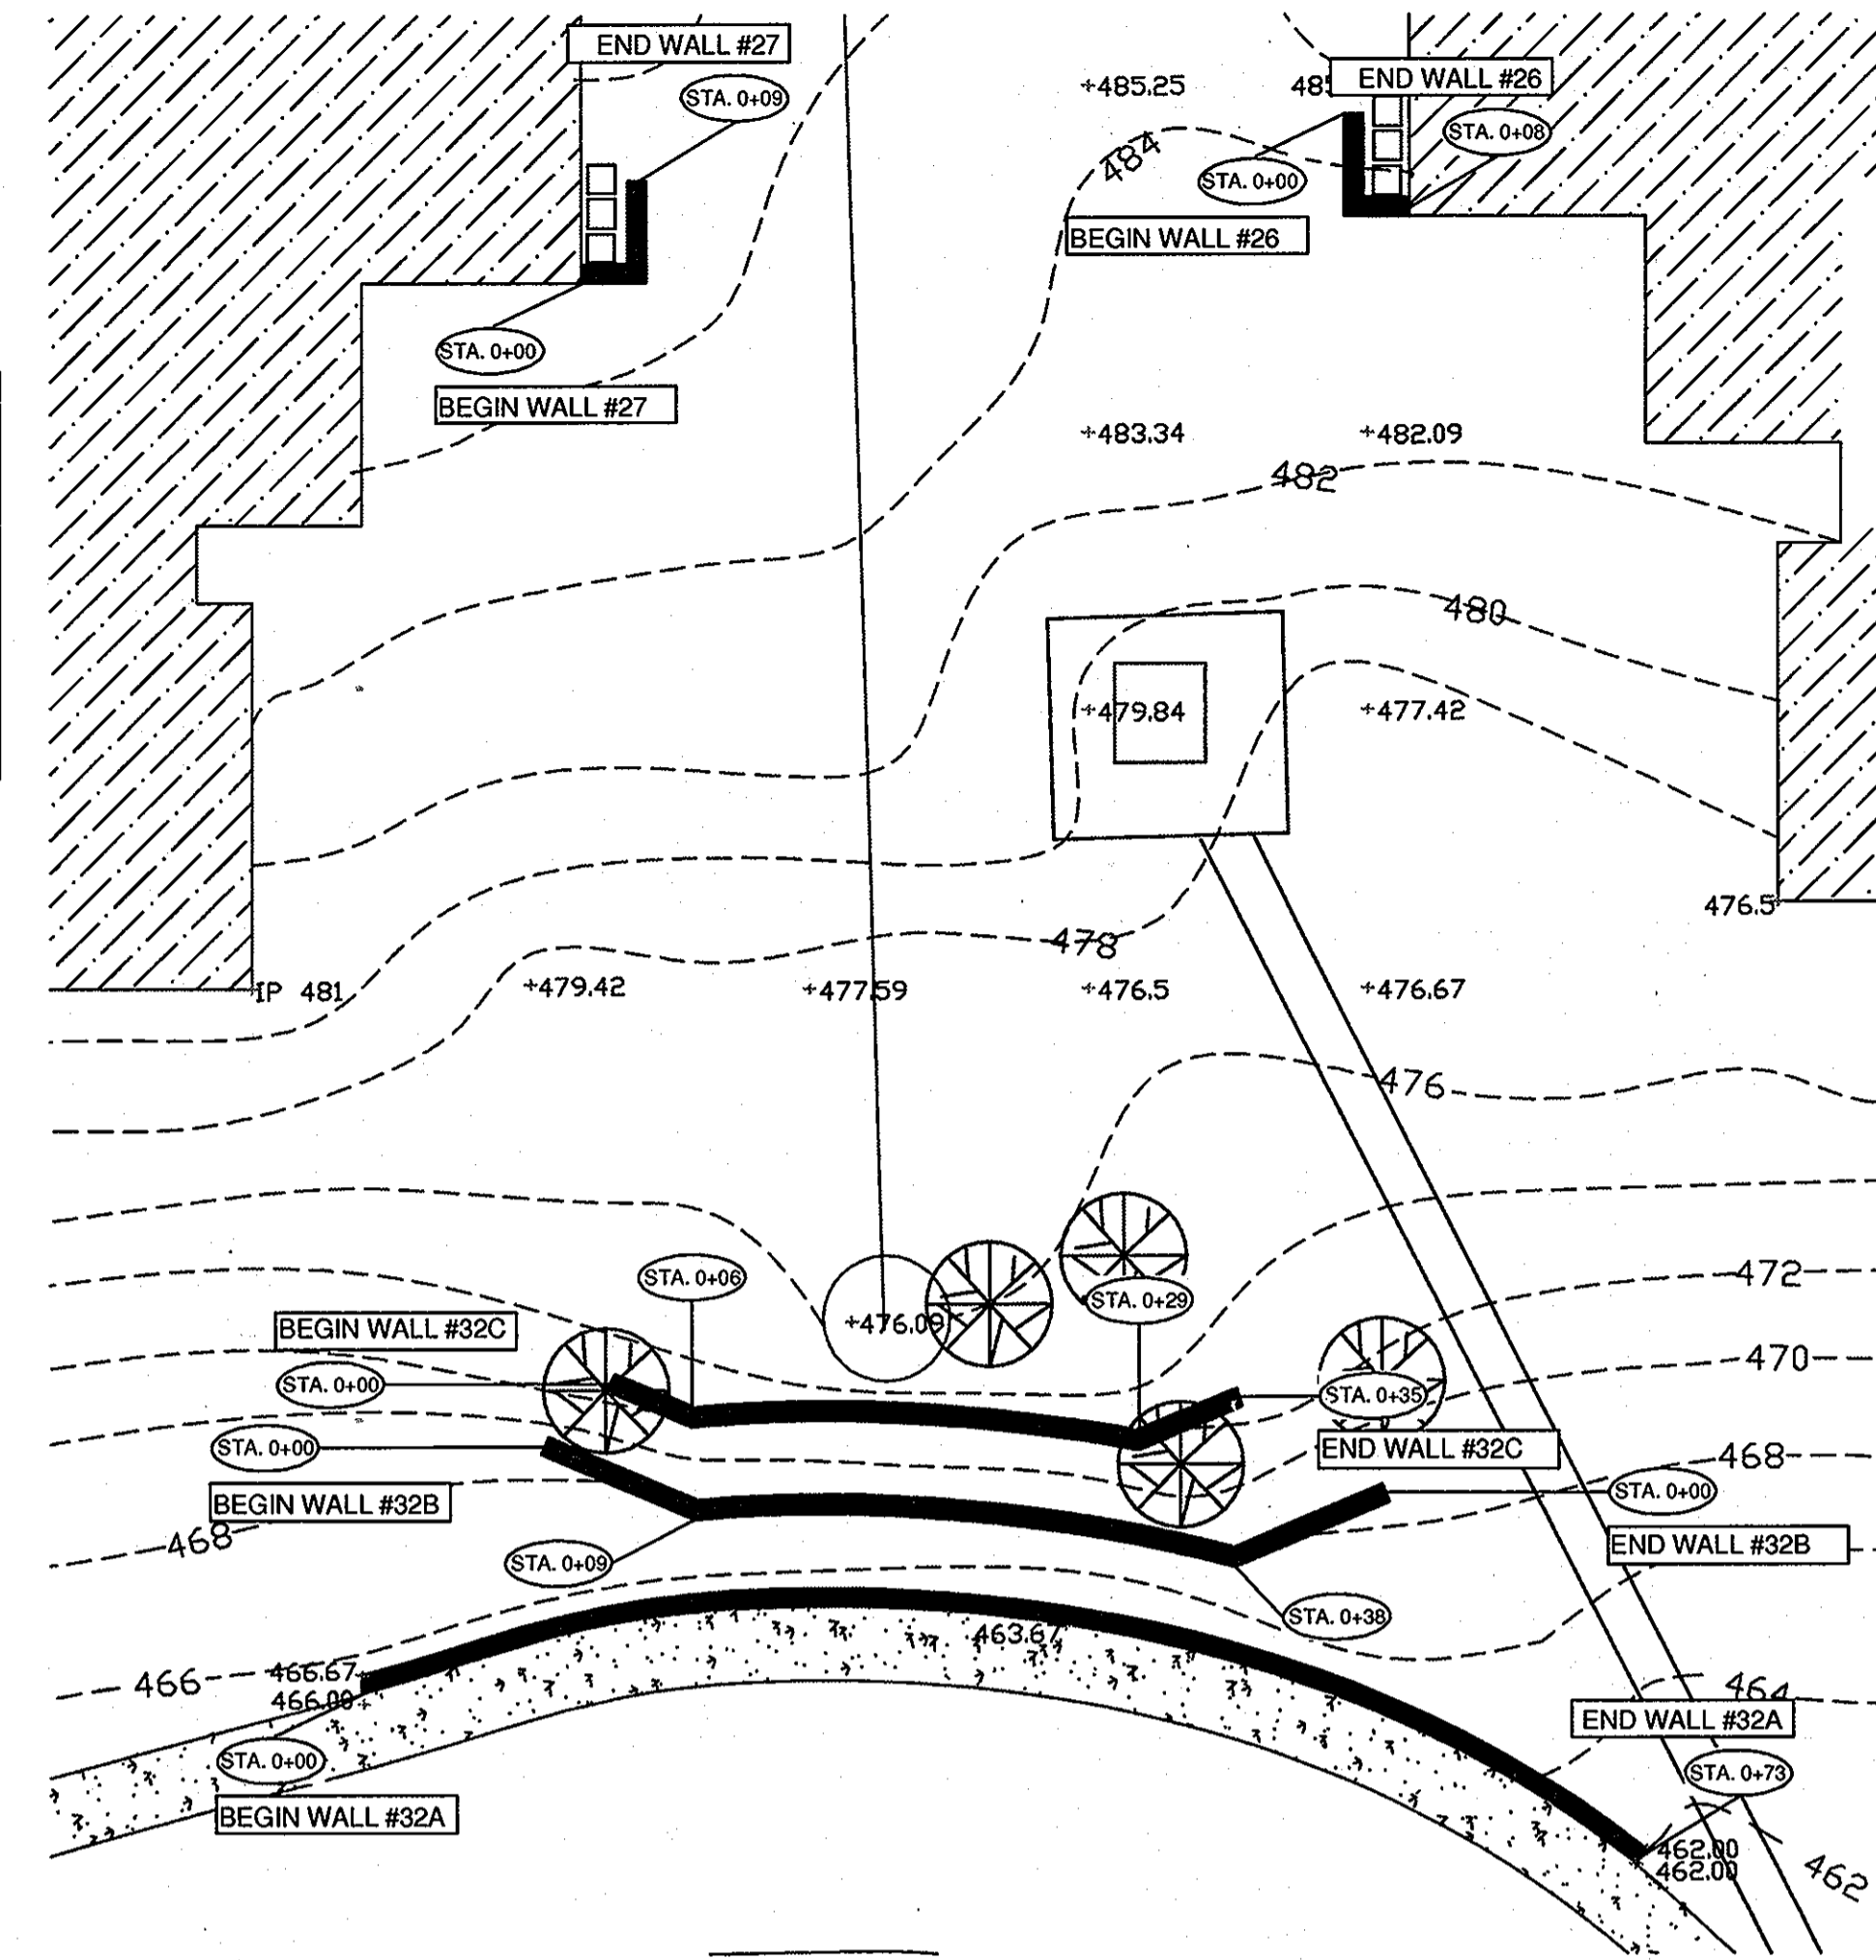 END WALL #27
STA. 0+09
+485.25
485
END WALL #26
STA. 0+08
484
STA. 0+00
BEGIN WALL #26
STA. 0+00
BEGIN WALL #27
+483.34
+482.09
482
480
+479.84
+477.42
476.5
478
IP 481
+479.42
+477.59
+476.5
+476.67
476
STA. 0+06
472
STA. 0+29
BEGIN WALL #32C
+476.09
470
STA. 0+00
STA. 0+35
STA. 0+00
END WALL #32C
468
STA. 0+00
BEGIN WALL #32B
468
END WALL #32B
STA. 0+09
STA. 0+38
463.67
466
466.67
466.00
464
END WALL #32A
STA. 0+00
STA. 0+73
BEGIN WALL #32A
462.00
462.00
462